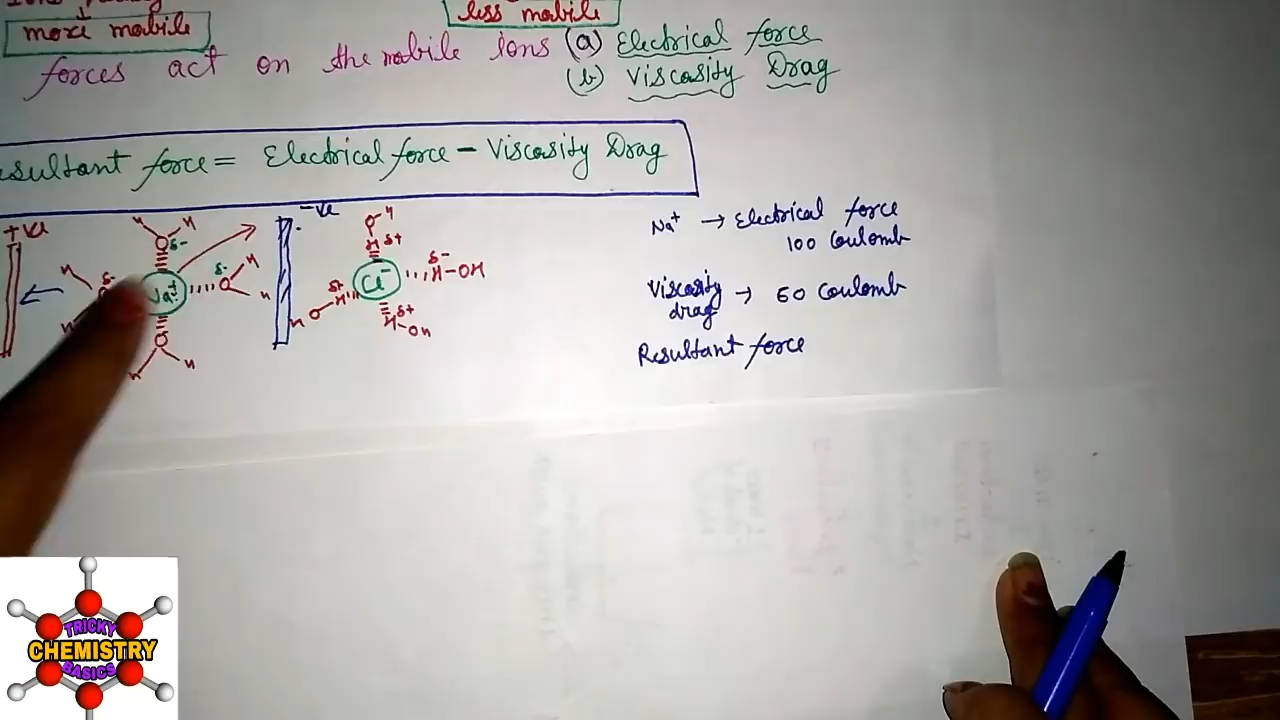 more mobile
less mobile
forces act on the mobile ions (a) Electrical force
(b) Viscosity Drag
Resultant force = Electrical force - Viscosity Drag
+ve
-ve
H H
O
δ-
H
δ-
Na+
δ-
O
H
H
O
H
H
O H
H δ+
Cl-
δ-
H-OH
δ+
H
O
H
δ+
H-OH
Na+ → Electrical force
100 Coulomb
Viscosity drag → 60 Coulomb
Resultant force
TRICKY
CHEMISTRY
BASICS